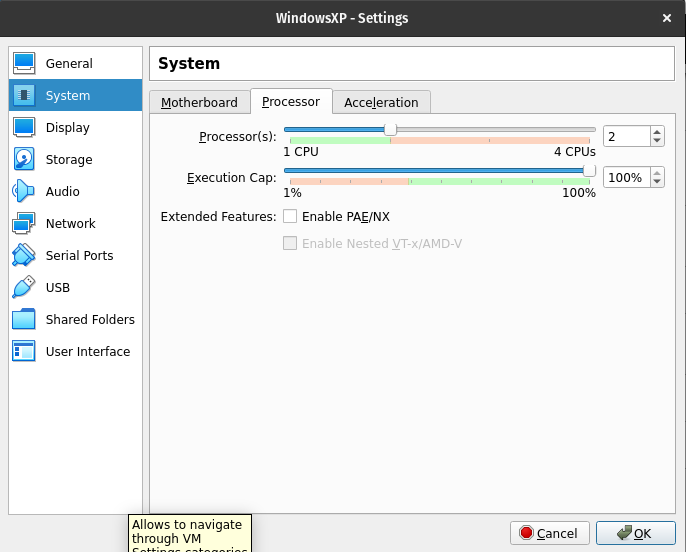 WindowsXP - Settings
General
System
Display
Storage
Audio
Network
Serial Ports
USB
Shared Folders
User Interface
System
Motherboard
Processor
Acceleration
Processor(s):
2
1 CPU
4 CPUs
Execution Cap:
100%
1%
100%
Extended Features:
Enable PAE/NX
Enable Nested VT-x/AMD-V
Allows to navigate
through VM
Settings categories
Cancel
OK